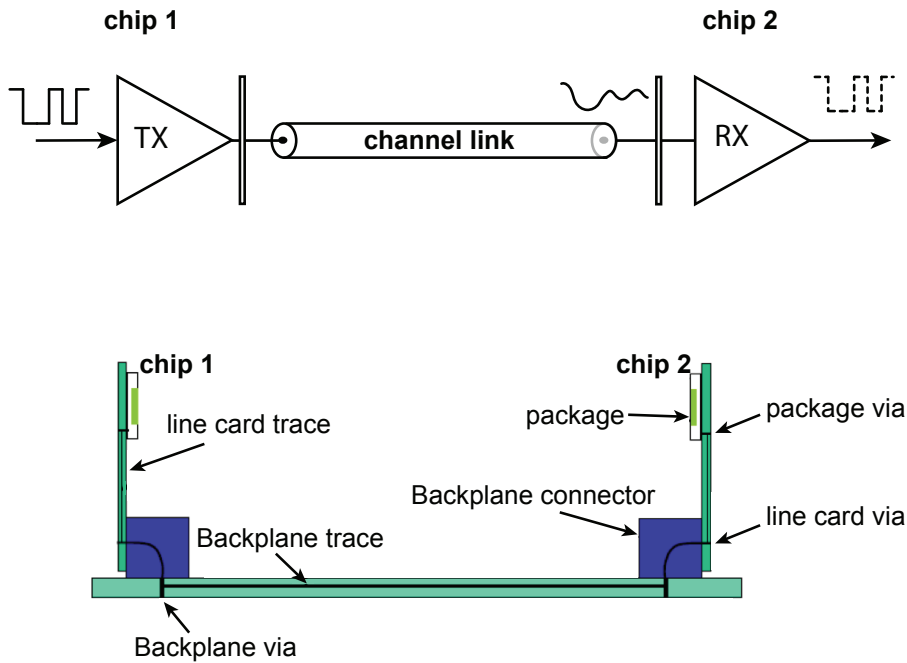 chip 1
chip 2
TX
channel link
RX
chip 1
chip 2
line card trace
package
package via
Backplane connector
line card via
Backplane trace
Backplane via